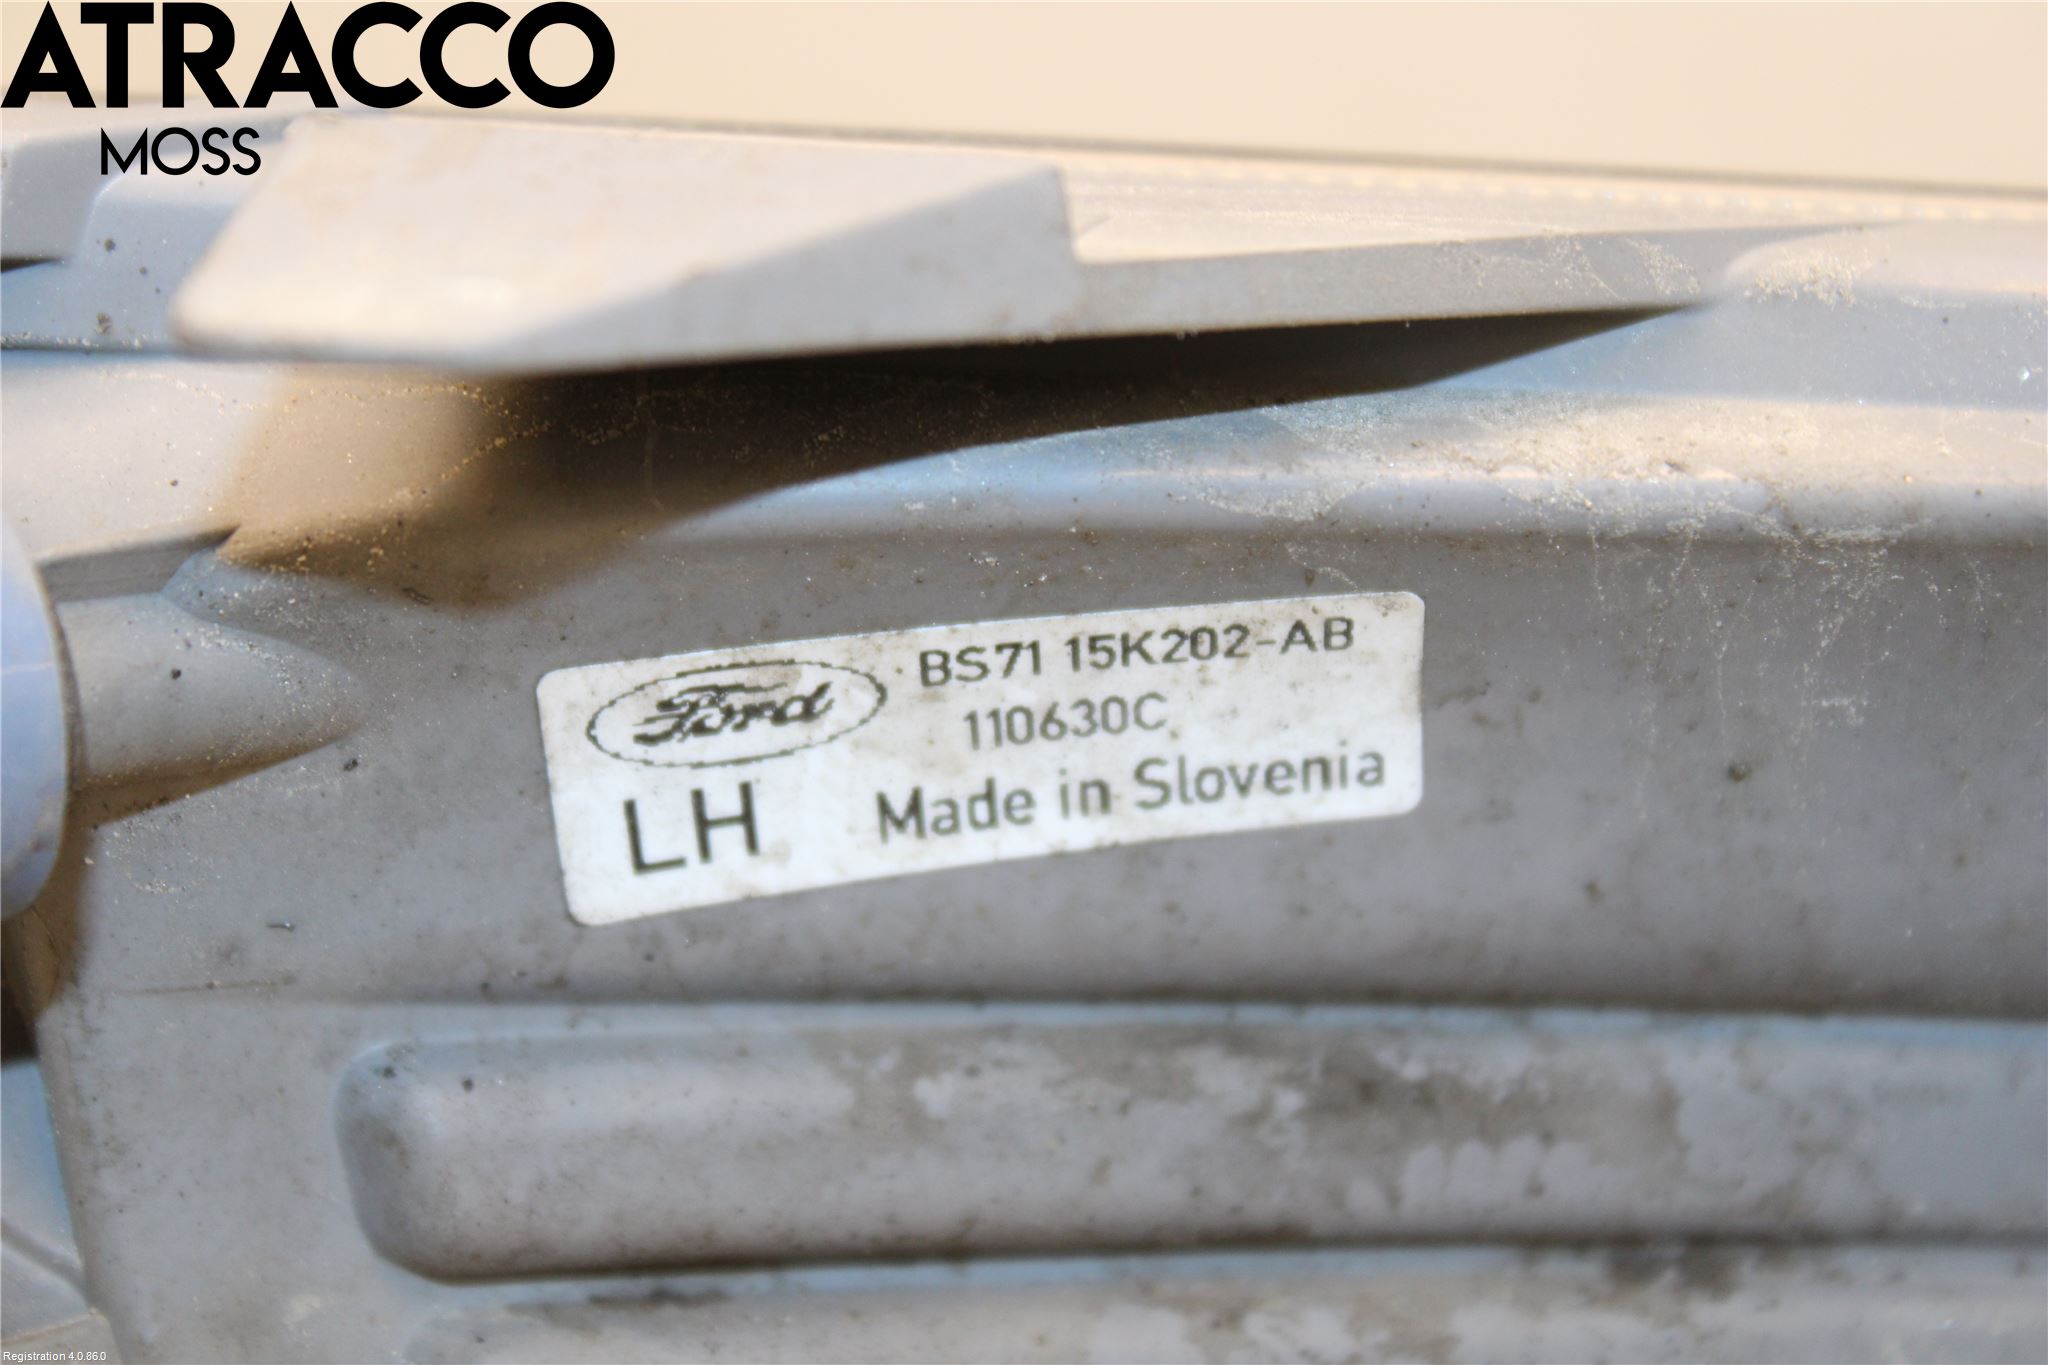 ATRACCO
MOSS
Ford
BS71 15K202-AB
110630C
LH
Made in Slovenia
Registration 4.0.86.0